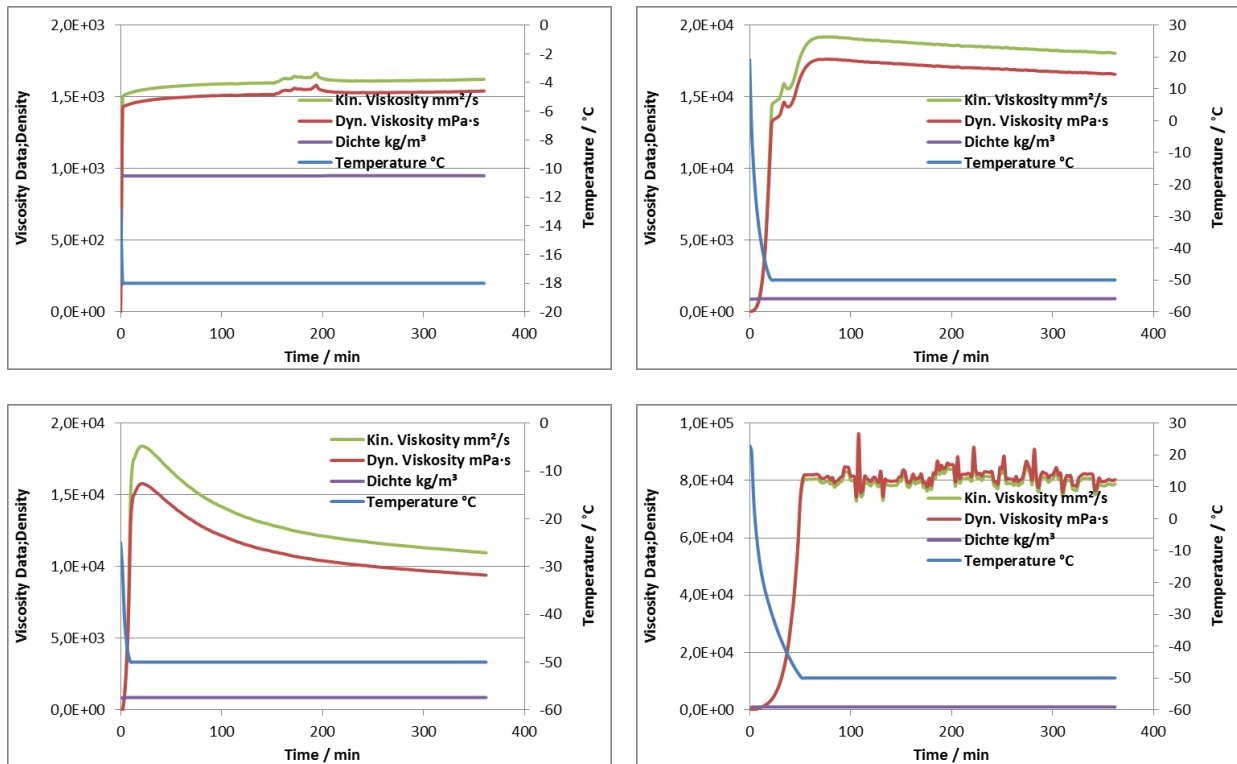 2,0E+03
1,5E+03
1,0E+03
5,0E+02
0,0E+00
Viscosity Data;Density
0
-2
-4
-6
-8
-10
-12
-14
-16
-18
-20
Temperature / °C
Kin. Viskosity mm²/s
Dyn. Viskosity mPa·s
Dichte kg/m³
Temperature °C
0 100 200 300 400
Time / min
2,0E+04
1,5E+04
1,0E+04
5,0E+03
0,0E+00
Viscosity Data;Density
30
20
10
0
-10
-20
-30
-40
-50
-60
Temperature / °C
Kin. Viskosity mm²/s
Dyn. Viskosity mPa·s
Dichte kg/m³
Temperature °C
0 100 200 300 400
Time / min
2,0E+04
1,5E+04
1,0E+04
5,0E+03
0,0E+00
Viscosity Data;Density
0
-10
-20
-30
-40
-50
-60
Temperature / °C
Kin. Viskosity mm²/s
Dyn. Viskosity mPa·s
Dichte kg/m³
Temperature °C
0 100 200 300 400
Time / min
1,0E+05
8,0E+04
6,0E+04
4,0E+04
2,0E+04
0,0E+00
Viscosity Data;Density
30
20
10
0
-10
-20
-30
-40
-50
-60
Temperature / °C
Kin. Viskosity mm²/s
Dyn. Viskosity mPa·s
Dichte kg/m³
Temperature °C
0 100 200 300 400
Time / min